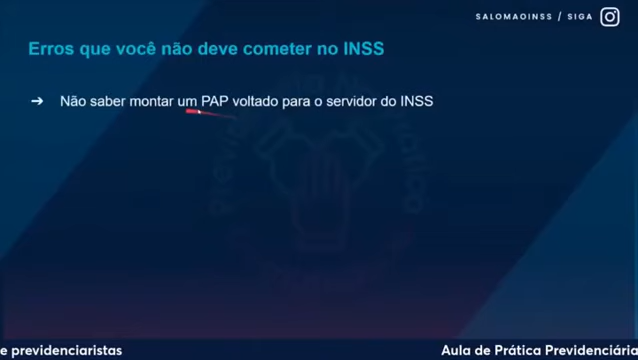 SALOMAOINSS / SIGA
Erros que você não deve cometer no INSS
➔ Não saber montar um PAP voltado para o servidor do INSS
e previdenciaristas
Aula de Prática Previdenciária